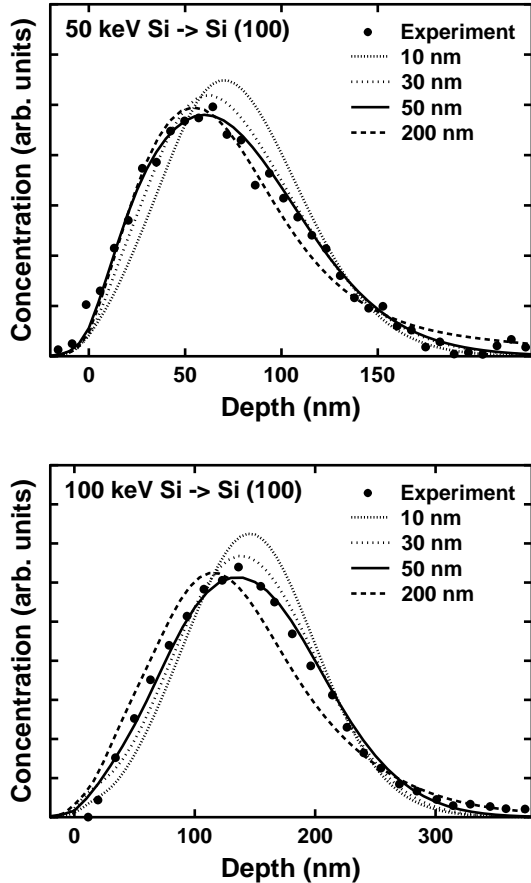 50 keV Si -> Si (100)
Experiment
10 nm
30 nm
50 nm
200 nm
Concentration (arb. units)
0 50 100 150
Depth (nm)
100 keV Si -> Si (100)
Experiment
10 nm
30 nm
50 nm
200 nm
Concentration (arb. units)
0 100 200 300
Depth (nm)